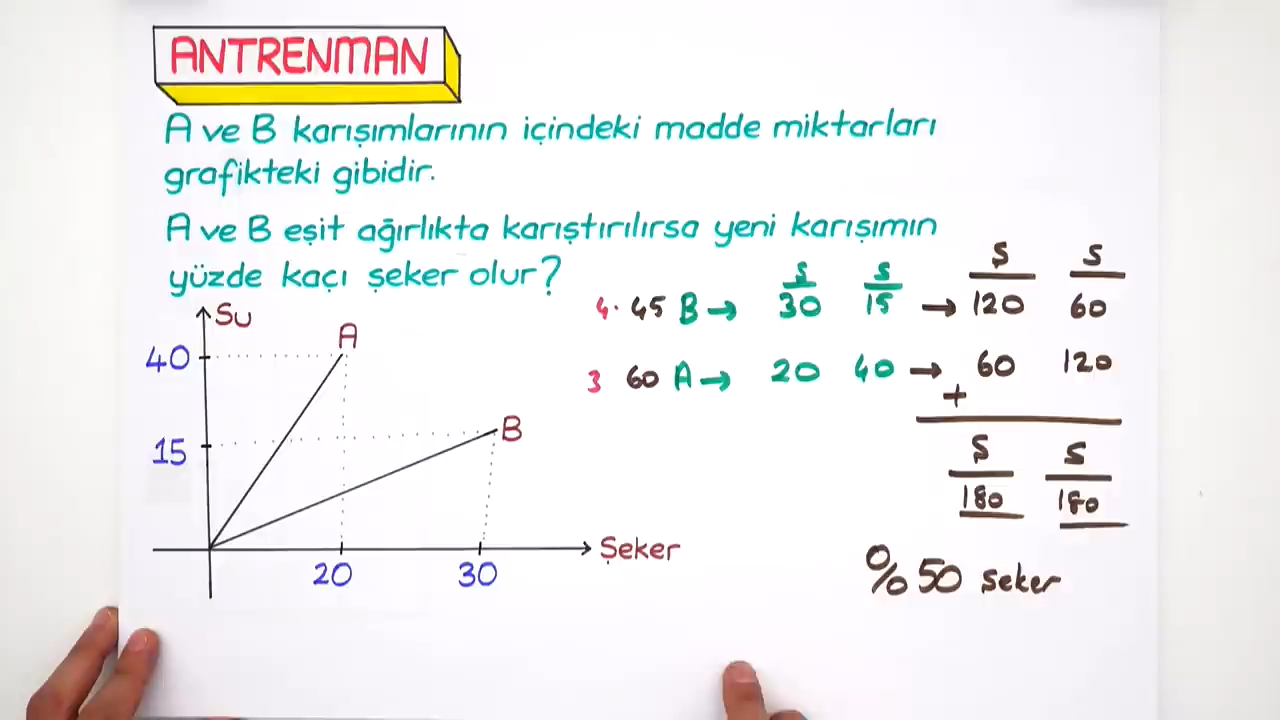 ANTRENMAN
A ve B karışımlarının içindeki madde miktarları
grafikteki gibidir.
A ve B eşit ağırlıkta karıştırılırsa yeni karışımın
yüzde kaçı şeker olur?
Ş S
Ş S
4. 45 B → 30 15 → 120 60
3 60 A → 20 40 → 60 120
+
Ş S
180 180
%50 şeker
Su
A
40
B
15
Şeker
20 30